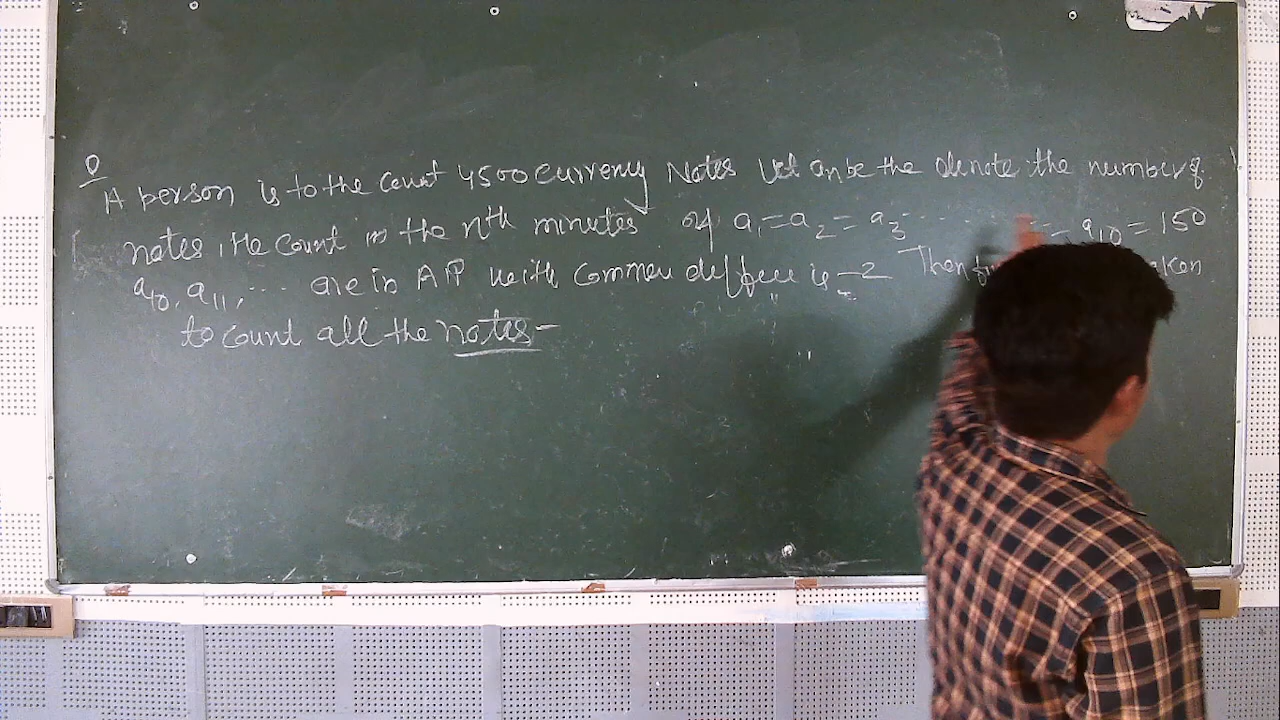 Q
A person is to the Count 4500 currency Notes Let an be the denote the number of
notes, He count in the nth minutes of a1 = a2 = a3 ........ = a10 = 150
a10, a11, ... are in AP with Common diffence is -2 Then
to count all the notes -